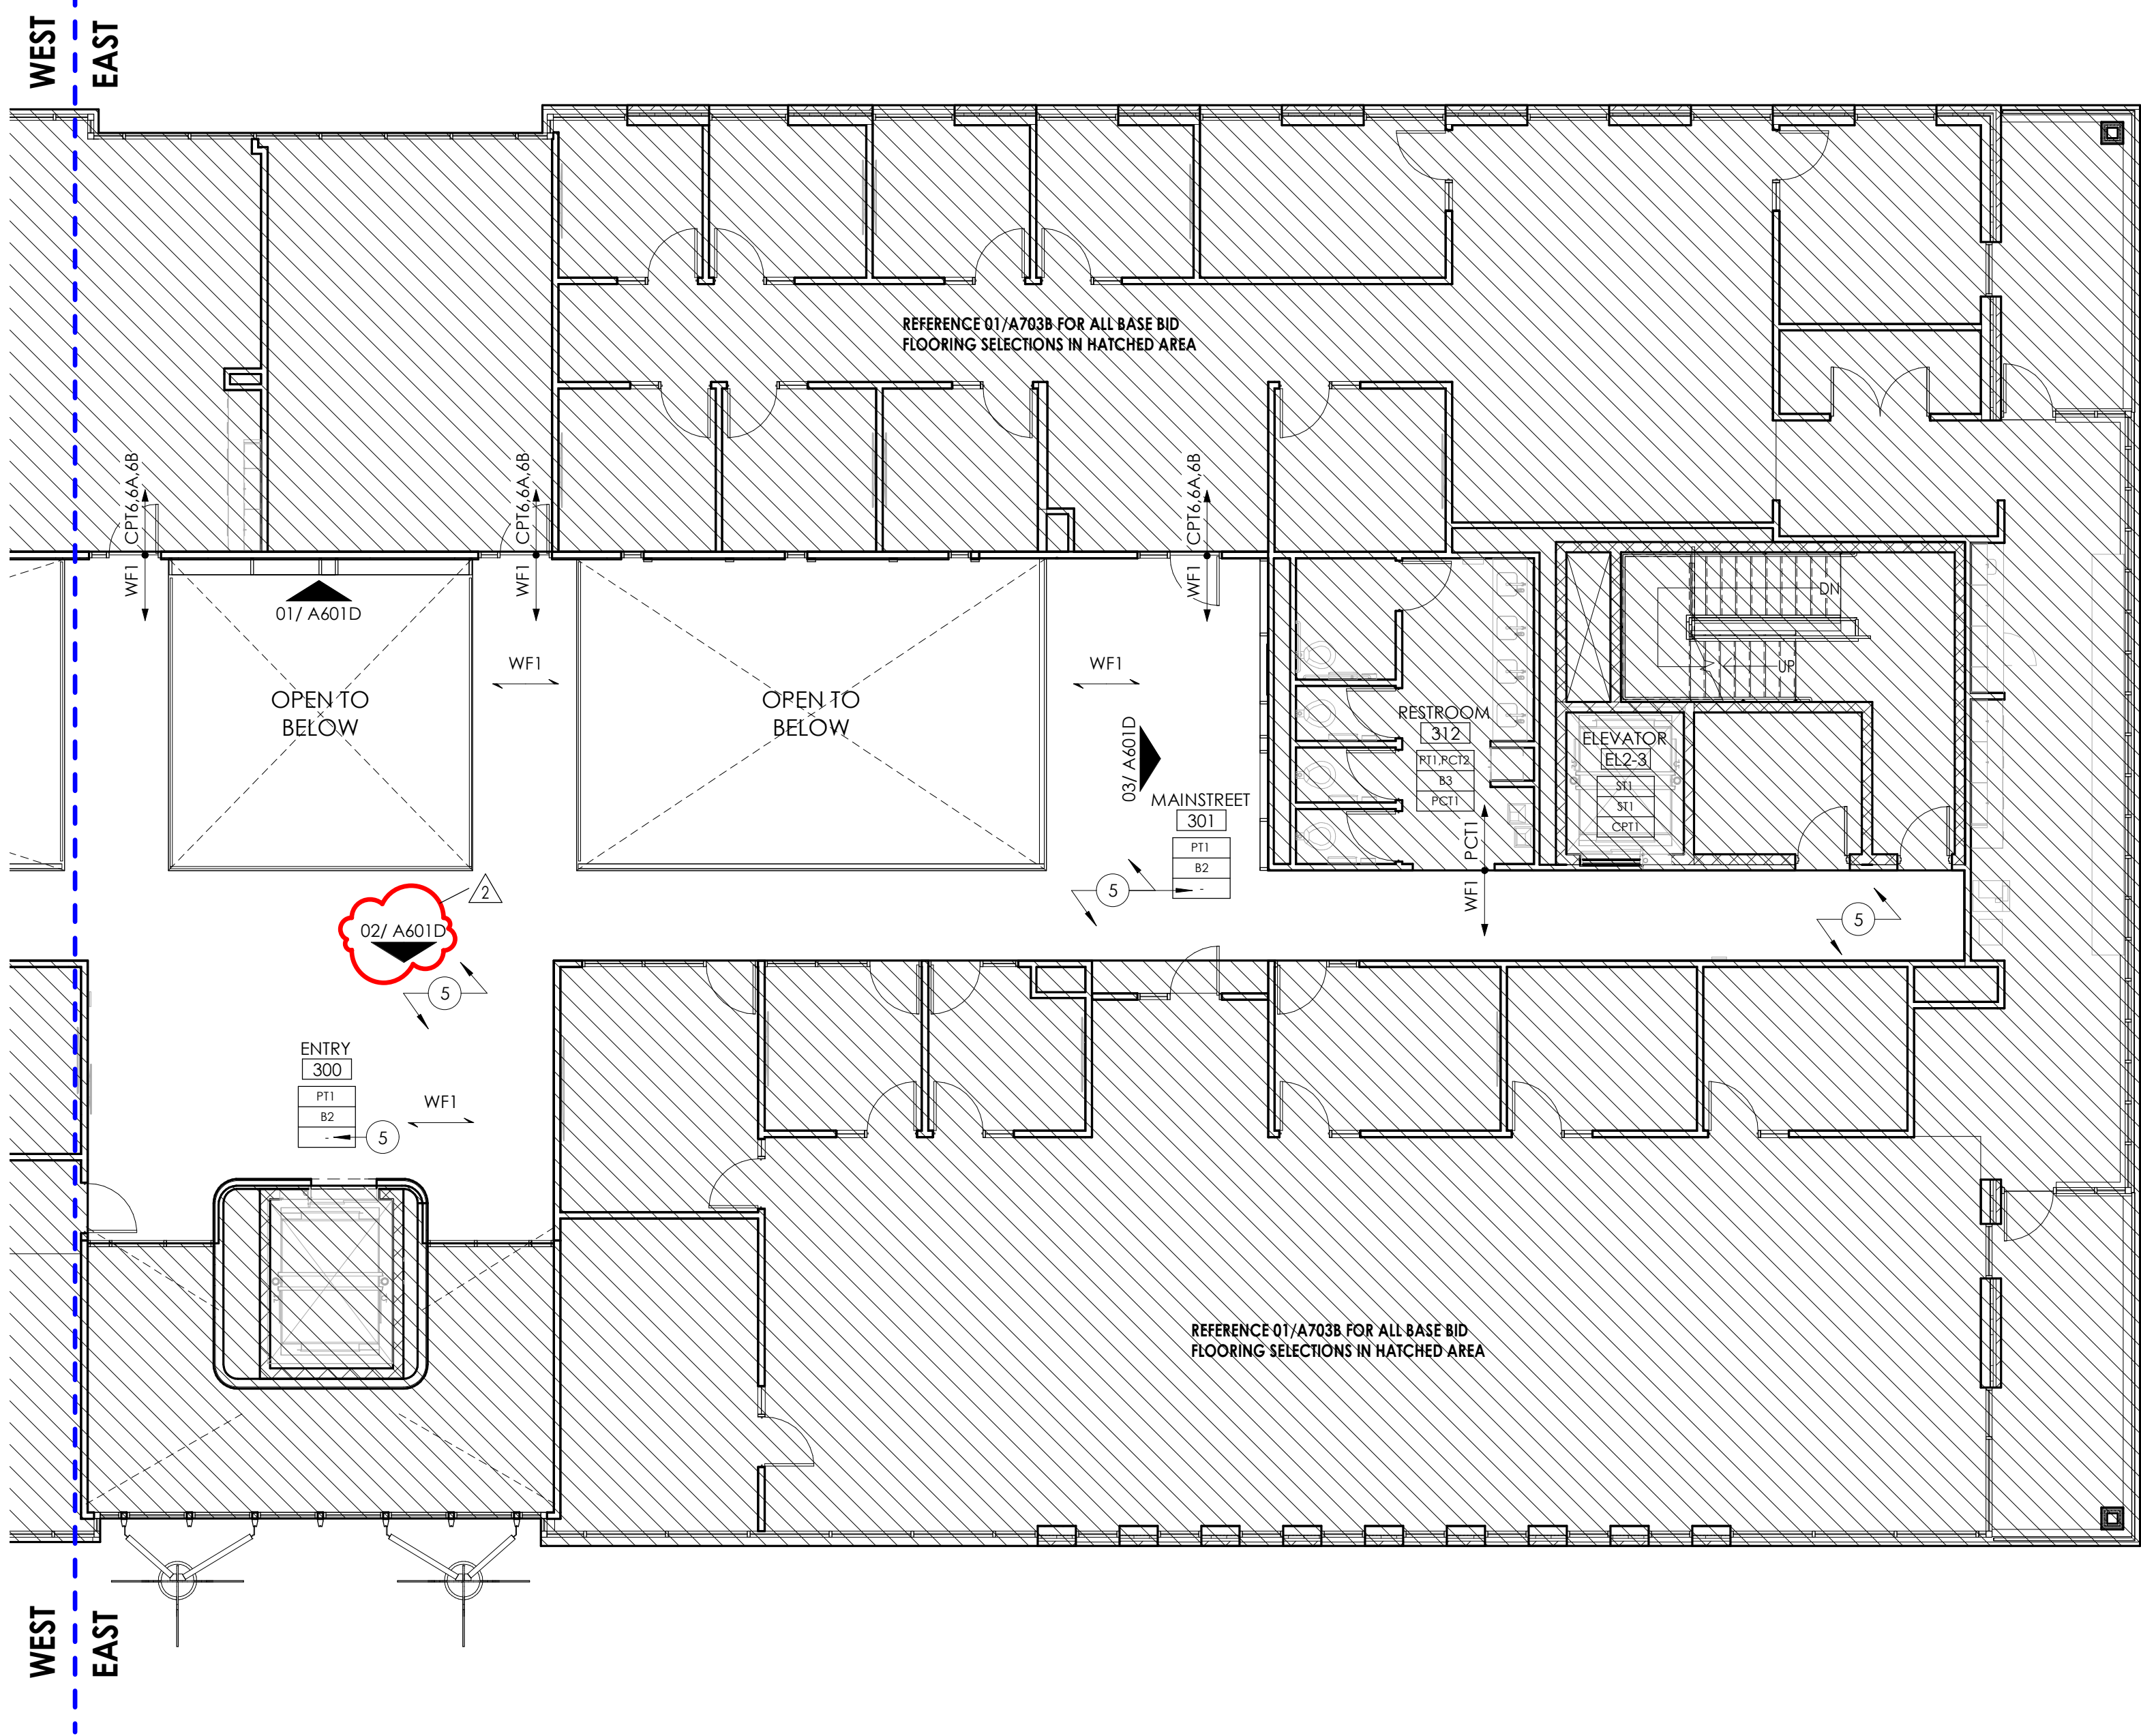 WEST
EAST
REFERENCE 01/A703B FOR ALL BASE BID
FLOORING SELECTIONS IN HATCHED AREA
CPT6,6A,6B
WF1
CPT6,6A,6B
WF1
CPT6,6A,6B
WF1
01/ A601D
WF1
WF1
OPEN TO
BELOW
OPEN TO
BELOW
DN
UP
03/ A601D
RESTROOM
312
PT1,PCT2
B3
PCT1
ELEVATOR
EL2-3
ST1
ST1
CPT1
MAINSTREET
301
PT1
B2
-
5
PCT1
WF1
5
2
02/ A601D
5
ENTRY
300
PT1
B2
-
5
WF1
REFERENCE 01/A703B FOR ALL BASE BID
FLOORING SELECTIONS IN HATCHED AREA
WEST
EAST